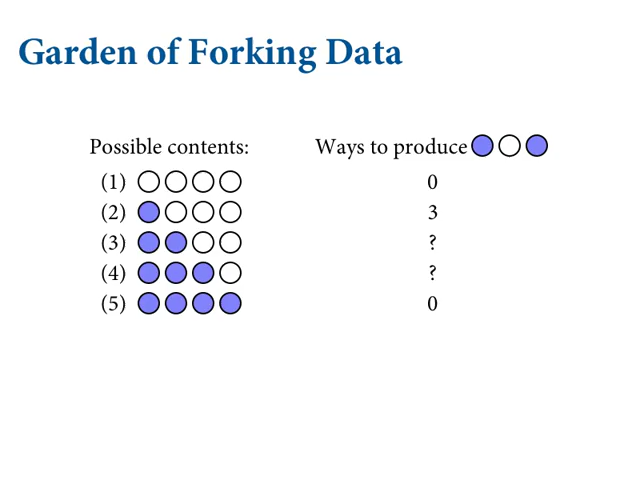 Garden of Forking Data
Possible contents: Ways to produce
(1) 0
(2) 3
(3) ?
(4) ?
(5) 0